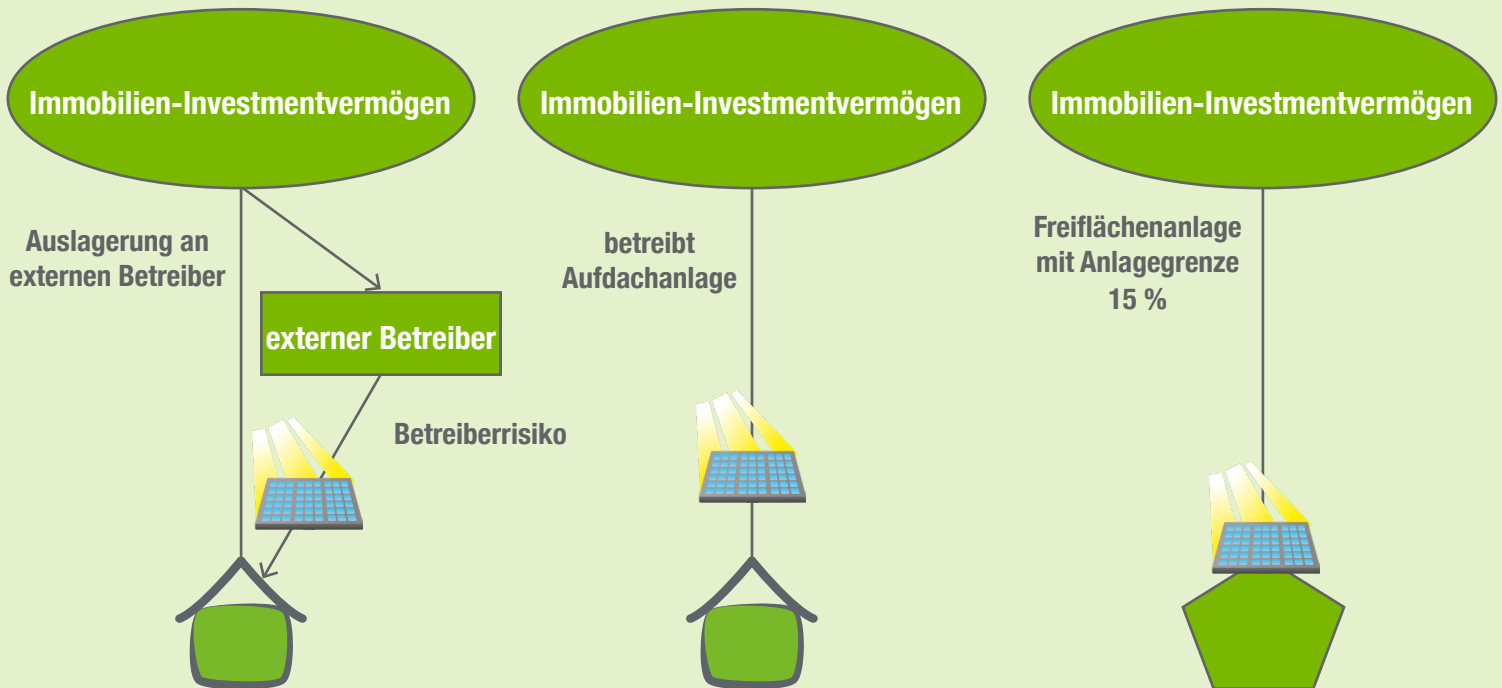 Immobilien-Investmentvermögen
Auslagerung an
externen Betreiber
externer Betreiber
Betreiberrisiko
Immobilien-Investmentvermögen
betreibt
Aufdachanlage
Immobilien-Investmentvermögen
Freiflächenanlage
mit Anlagegrenze
15 %